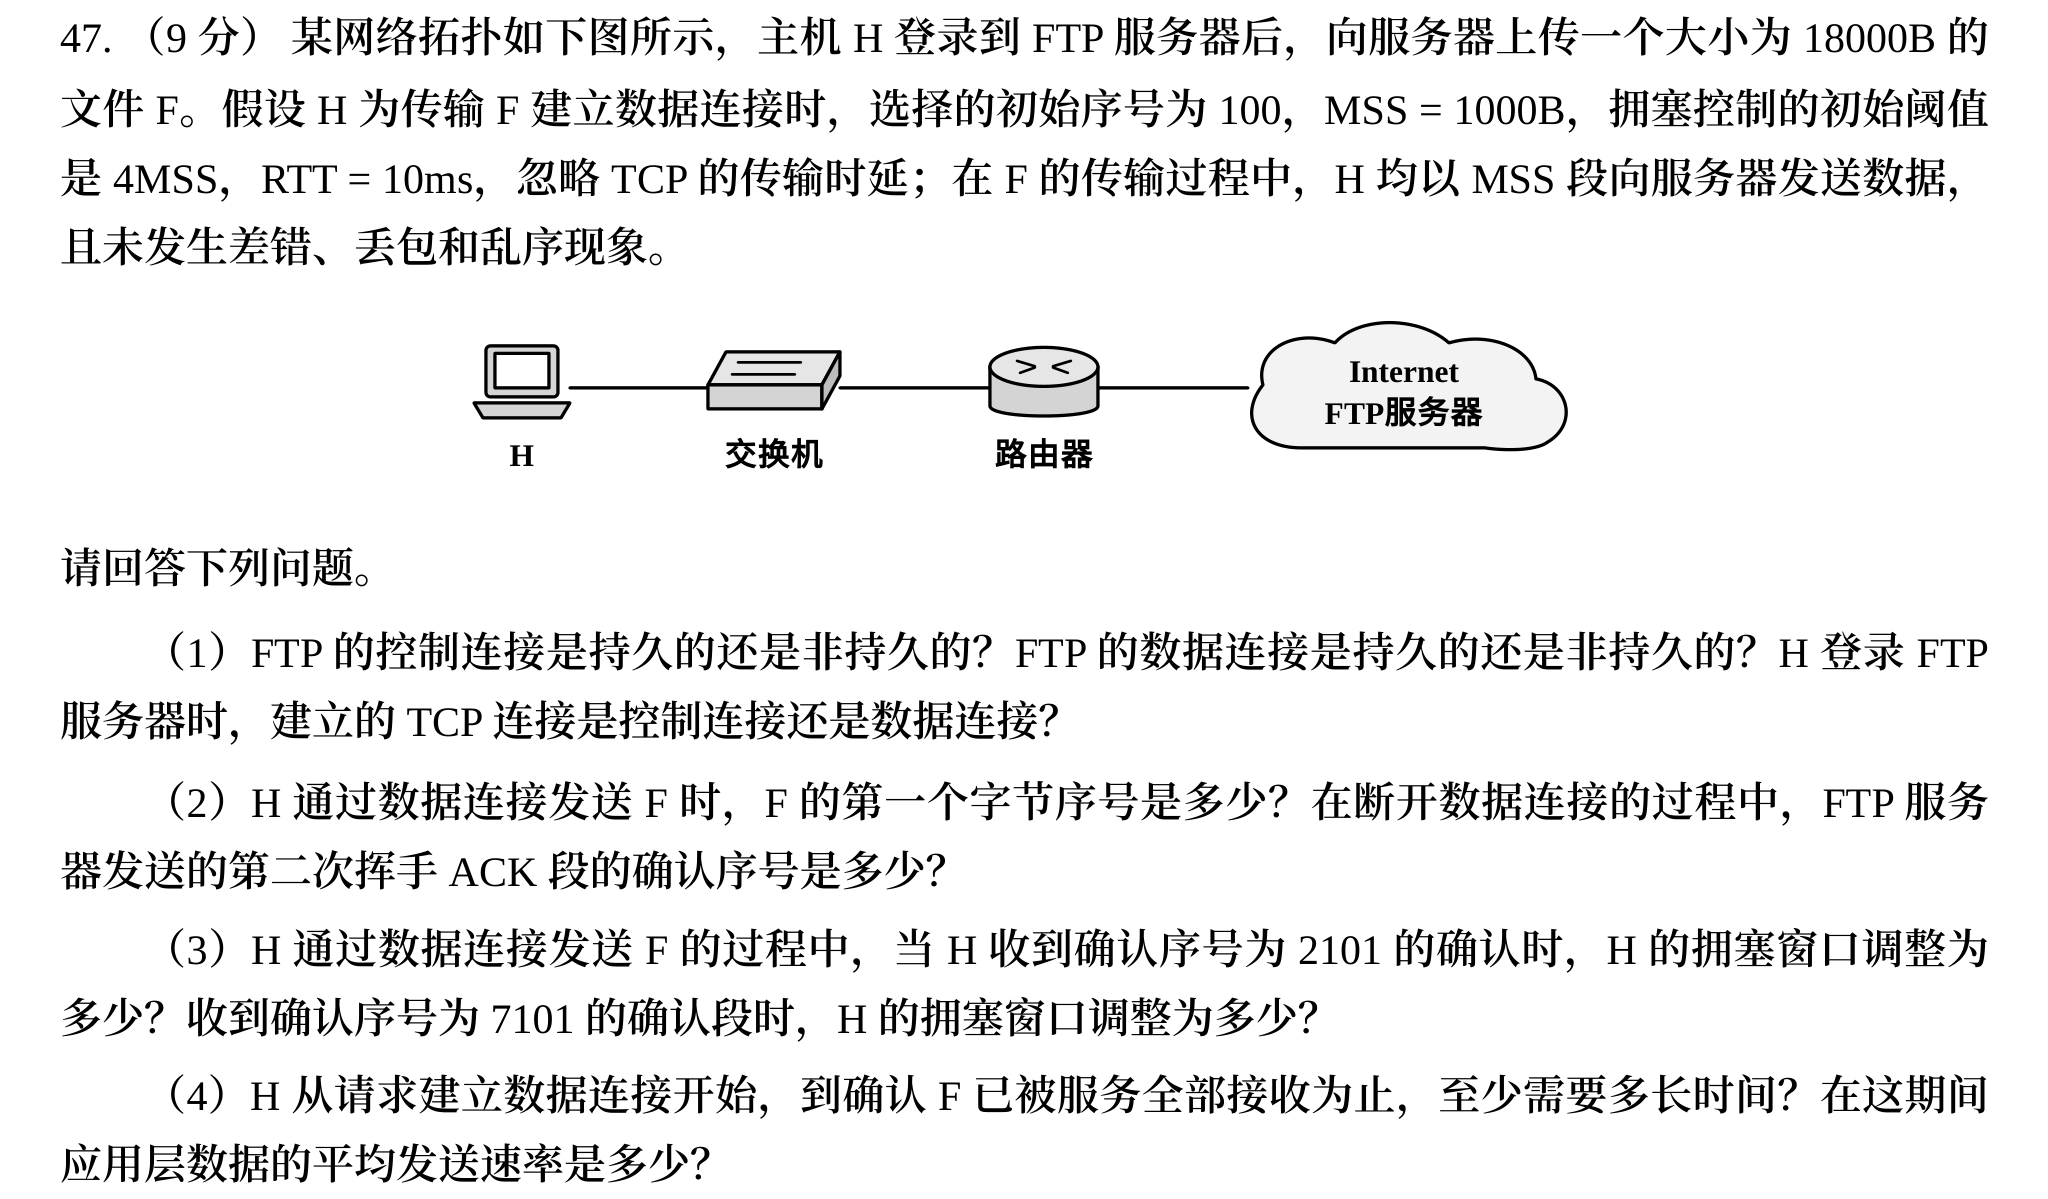 47. （9 分） 某网络拓扑如下图所示，主机 H 登录到 FTP 服务器后，向服务器上传一个大小为 18000B 的
文件 F。假设 H 为传输 F 建立数据连接时，选择的初始序号为 100，MSS = 1000B，拥塞控制的初始阈值
是 4MSS，RTT = 10ms，忽略 TCP 的传输时延；在 F 的传输过程中，H 均以 MSS 段向服务器发送数据，
且未发生差错、丢包和乱序现象。
Internet
FTP服务器
H
交换机
路由器
请回答下列问题。
（1）FTP 的控制连接是持久的还是非持久的？FTP 的数据连接是持久的还是非持久的？H 登录 FTP
服务器时，建立的 TCP 连接是控制连接还是数据连接？
（2）H 通过数据连接发送 F 时，F 的第一个字节序号是多少？在断开数据连接的过程中，FTP 服务
器发送的第二次挥手 ACK 段的确认序号是多少？
（3）H 通过数据连接发送 F 的过程中，当 H 收到确认序号为 2101 的确认时，H 的拥塞窗口调整为
多少？收到确认序号为 7101 的确认段时，H 的拥塞窗口调整为多少？
（4）H 从请求建立数据连接开始，到确认 F 已被服务全部接收为止，至少需要多长时间？在这期间
应用层数据的平均发送速率是多少？